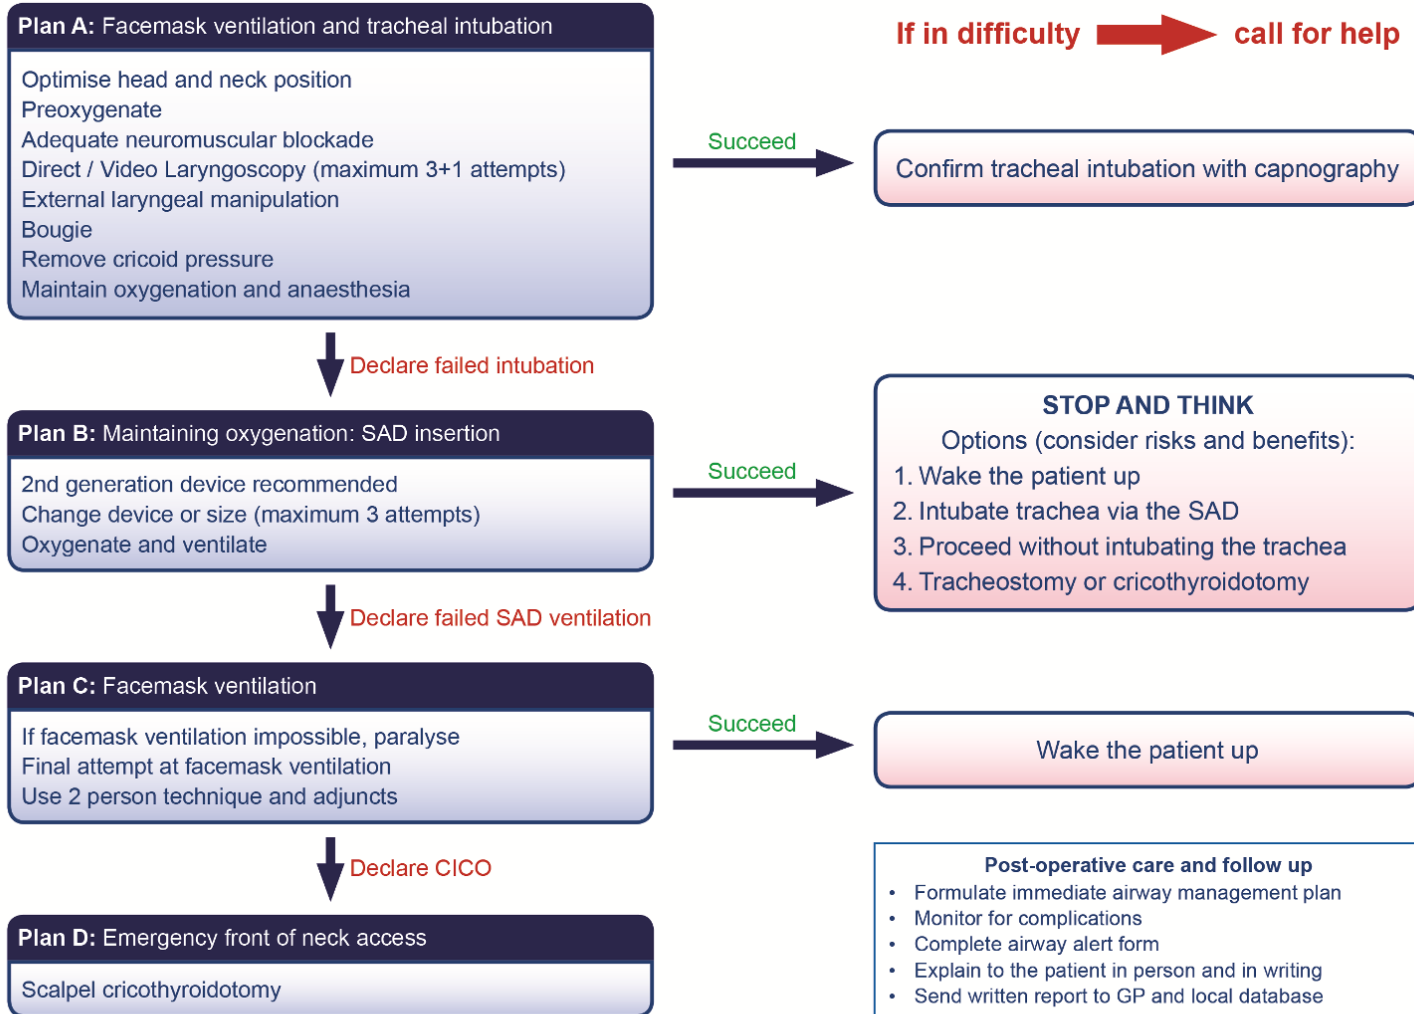 Plan A: Facemask ventilation and tracheal intubation
Optimise head and neck position
Preoxygenate
Adequate neuromuscular blockade
Direct / Video Laryngoscopy (maximum 3+1 attempts)
External laryngeal manipulation
Bougie
Remove cricoid pressure
Maintain oxygenation and anaesthesia
If in difficulty call for help
Succeed
Confirm tracheal intubation with capnography
Declare failed intubation
Plan B: Maintaining oxygenation: SAD insertion
2nd generation device recommended
Change device or size (maximum 3 attempts)
Oxygenate and ventilate
Succeed
STOP AND THINK
Options (consider risks and benefits):
1. Wake the patient up
2. Intubate trachea via the SAD
3. Proceed without intubating the trachea
4. Tracheostomy or cricothyroidotomy
Declare failed SAD ventilation
Plan C: Facemask ventilation
If facemask ventilation impossible, paralyse
Final attempt at facemask ventilation
Use 2 person technique and adjuncts
Succeed
Wake the patient up
Declare CICO
Plan D: Emergency front of neck access
Scalpel cricothyroidotomy
Post-operative care and follow up
• Formulate immediate airway management plan
• Monitor for complications
• Complete airway alert form
• Explain to the patient in person and in writing
• Send written report to GP and local database